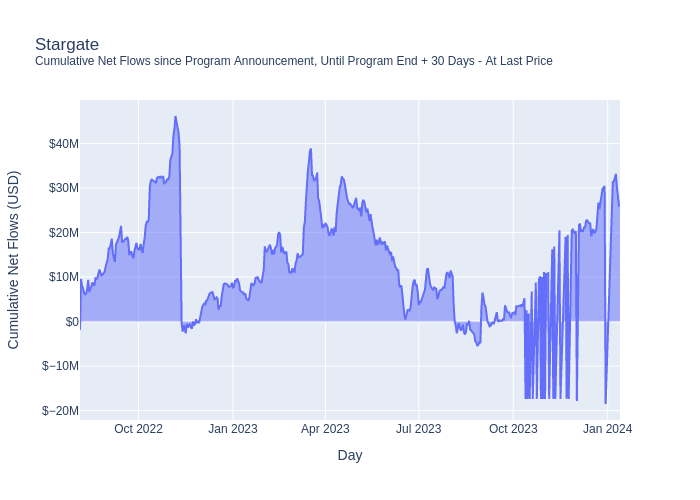 Stargate
Cumulative Net Flows since Program Announcement, Until Program End + 30 Days - At Last Price
Cumulative Net Flows (USD)
$40M
$30M
$20M
$10M
$0
$−10M
$−20M
Oct 2022
Jan 2023
Apr 2023
Jul 2023
Oct 2023
Jan 2024
Day